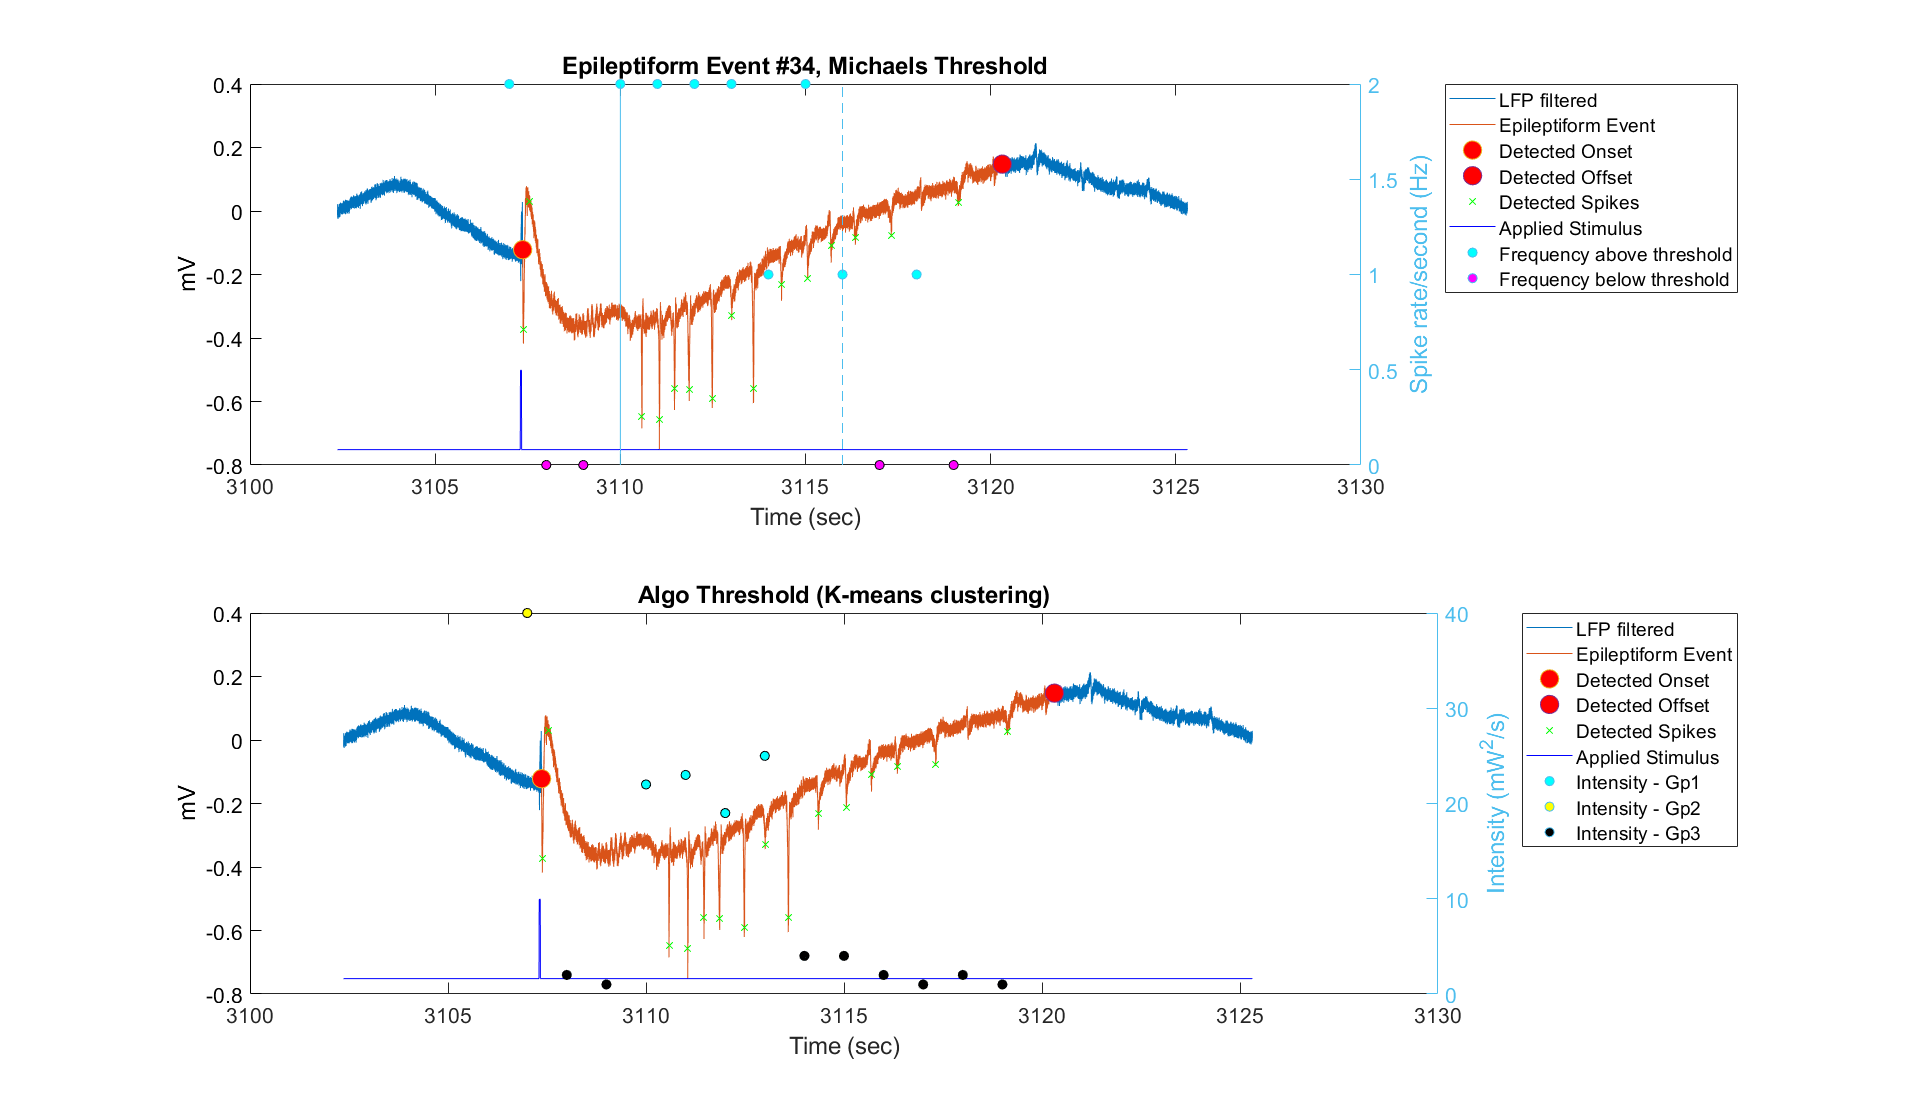 Epileptiform Event #34, Michaels Threshold
0.4
0.2
0
-0.2
-0.4
-0.6
-0.8
mV
3100
3105
3110
3115
3120
3125
3130
Time (sec)
2
1.5
1
0.5
0
Spike rate/second (Hz)
LFP filtered
Epileptiform Event
Detected Onset
Detected Offset
Detected Spikes
Applied Stimulus
Frequency above threshold
Frequency below threshold
Algo Threshold (K-means clustering)
0.4
0.2
0
-0.2
-0.4
-0.6
-0.8
mV
3100
3105
3110
3115
3120
3125
3130
Time (sec)
40
30
20
10
0
Intensity (mW²/s)
LFP filtered
Epileptiform Event
Detected Onset
Detected Offset
Detected Spikes
Applied Stimulus
Intensity - Gp1
Intensity - Gp2
Intensity - Gp3